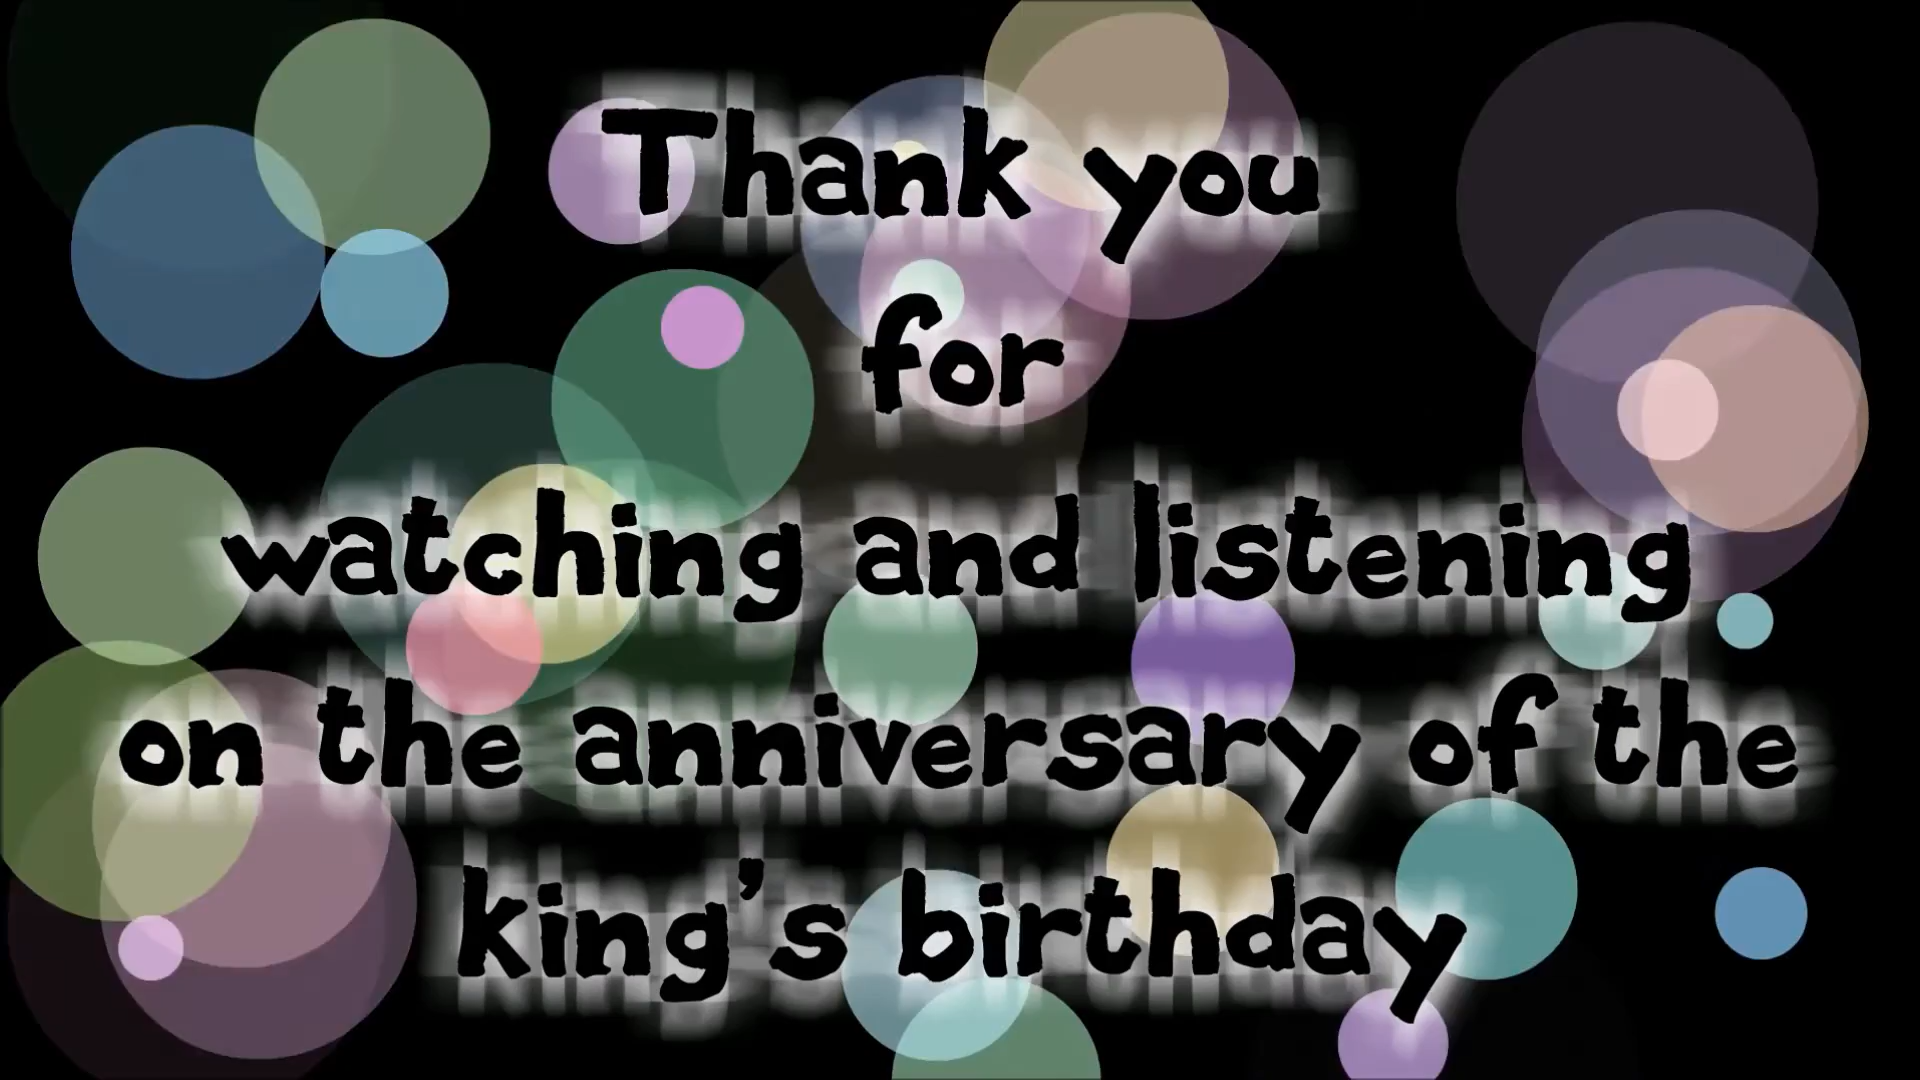 Thank you
for
watching and listening
on the anniversary of the
king's birthday